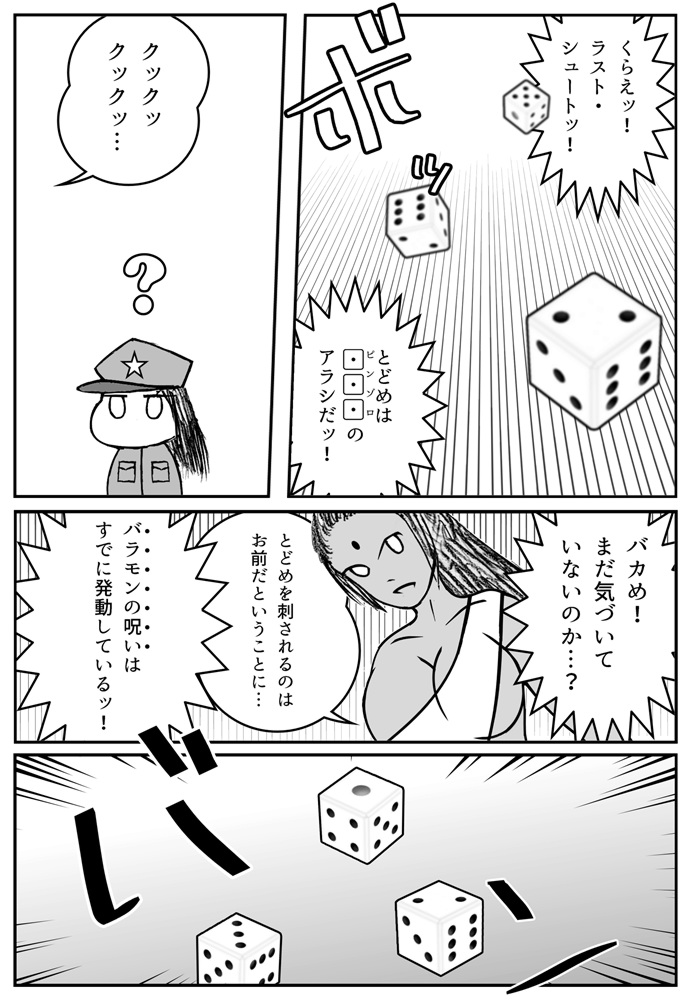 くらえッ!
ラスト・
シュートッ!
ボ
ッ
とどめは
⚀⚀⚀の
ピンゾロ
アラシだッ!
クックッ
クックッ…
?
バカめ!
まだ気づいて
いないのか…?
とどめを刺されるのは
お前だということに…
バラモンの呪いは
すでに発動しているッ!